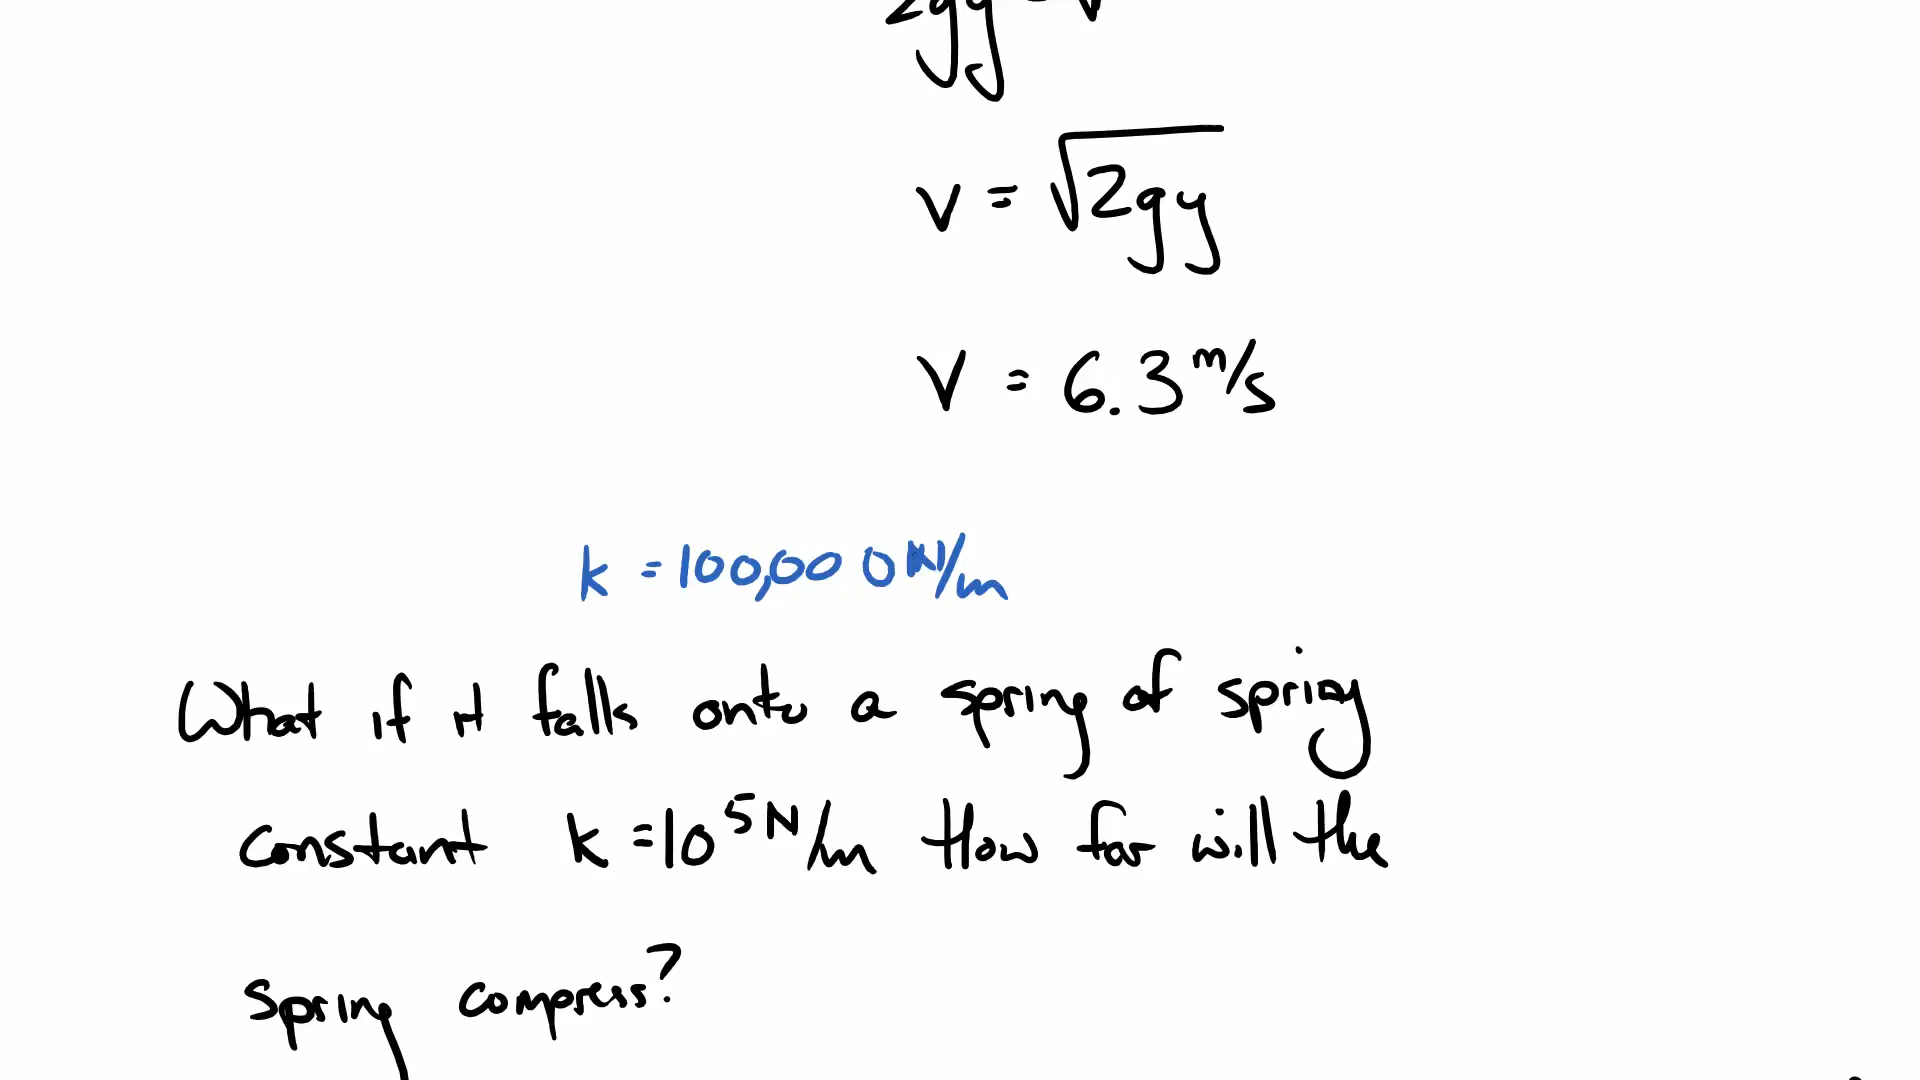 2gy = v
v = √2gy
V = 6.3 m/s
k = 100,000 N/m
What if it falls onto a spring of spring
constant k = 10⁵ N/m How far will the
spring compress?